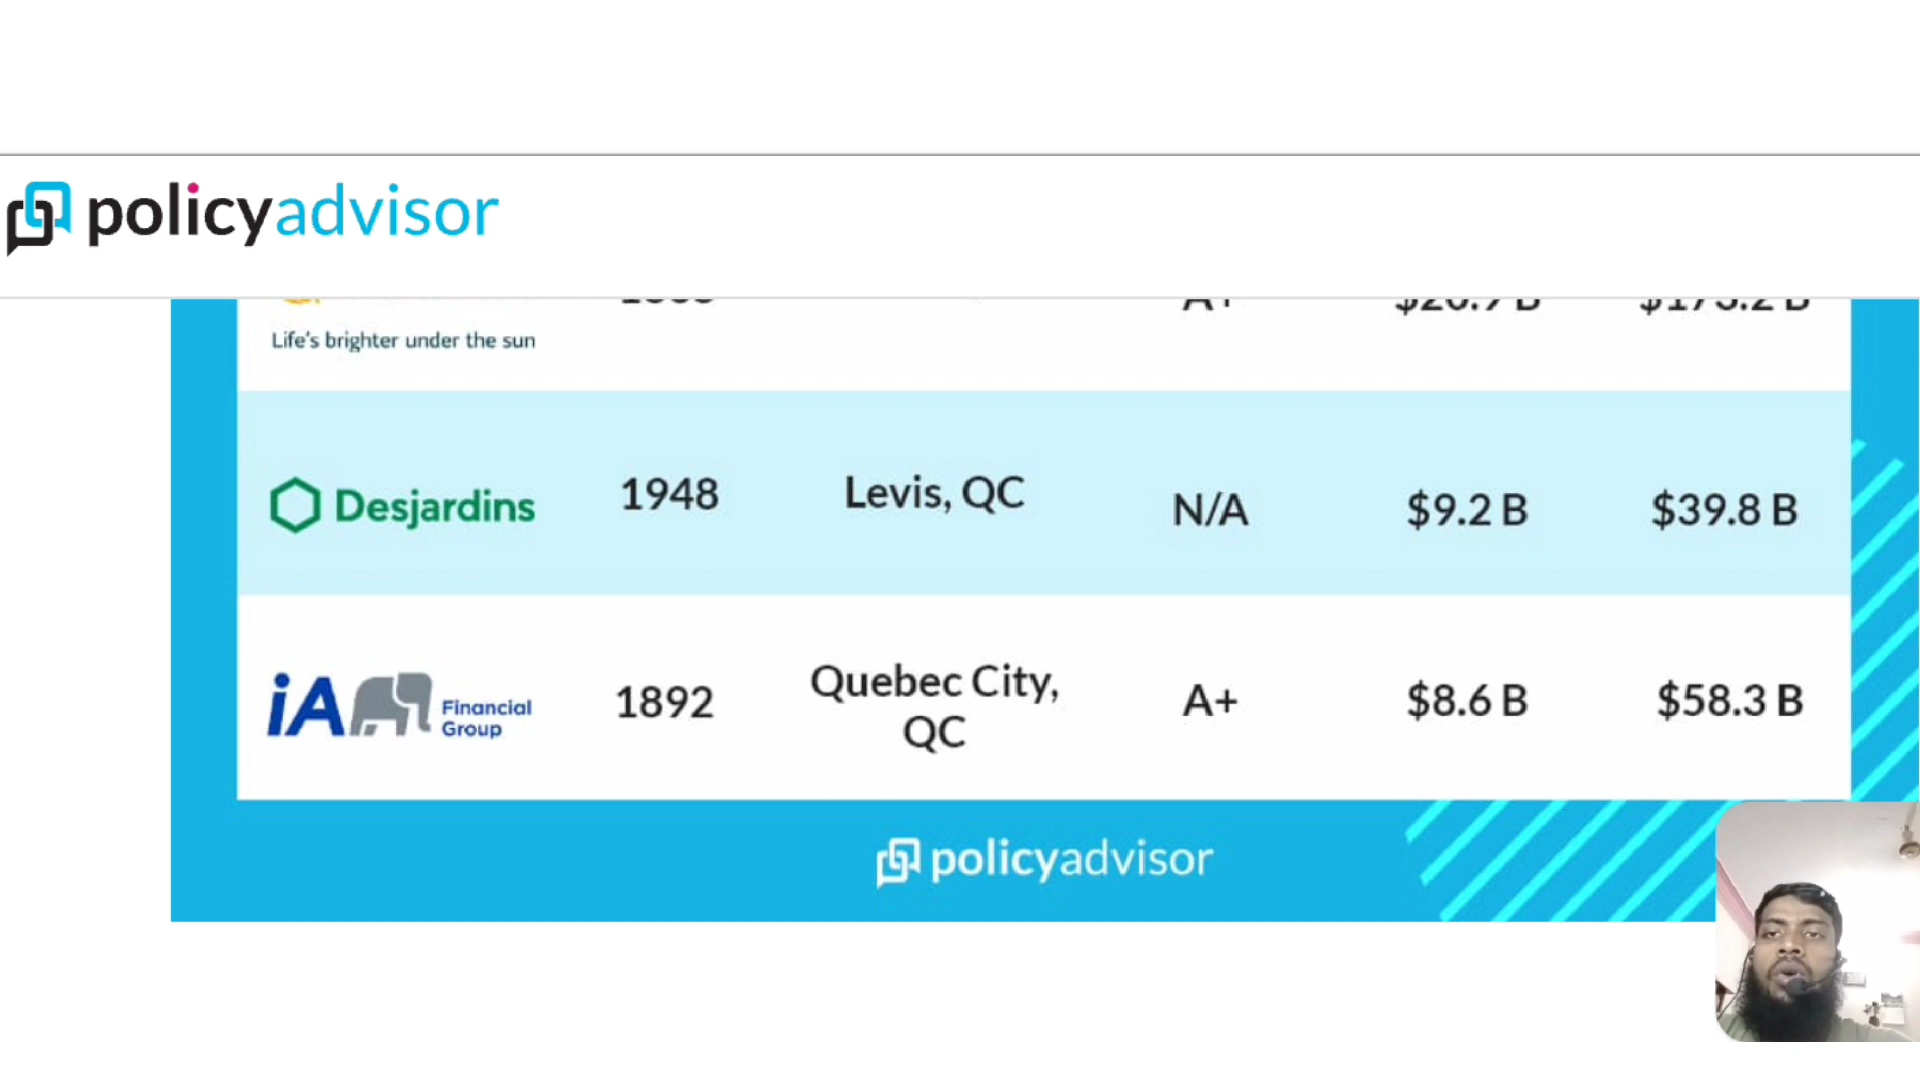 policyadvisor
Life's brighter under the sun
Desjardins 1948 Levis, QC N/A $9.2 B $39.8 B
iA Financial Group 1892 Quebec City, QC A+ $8.6 B $58.3 B
policyadvisor